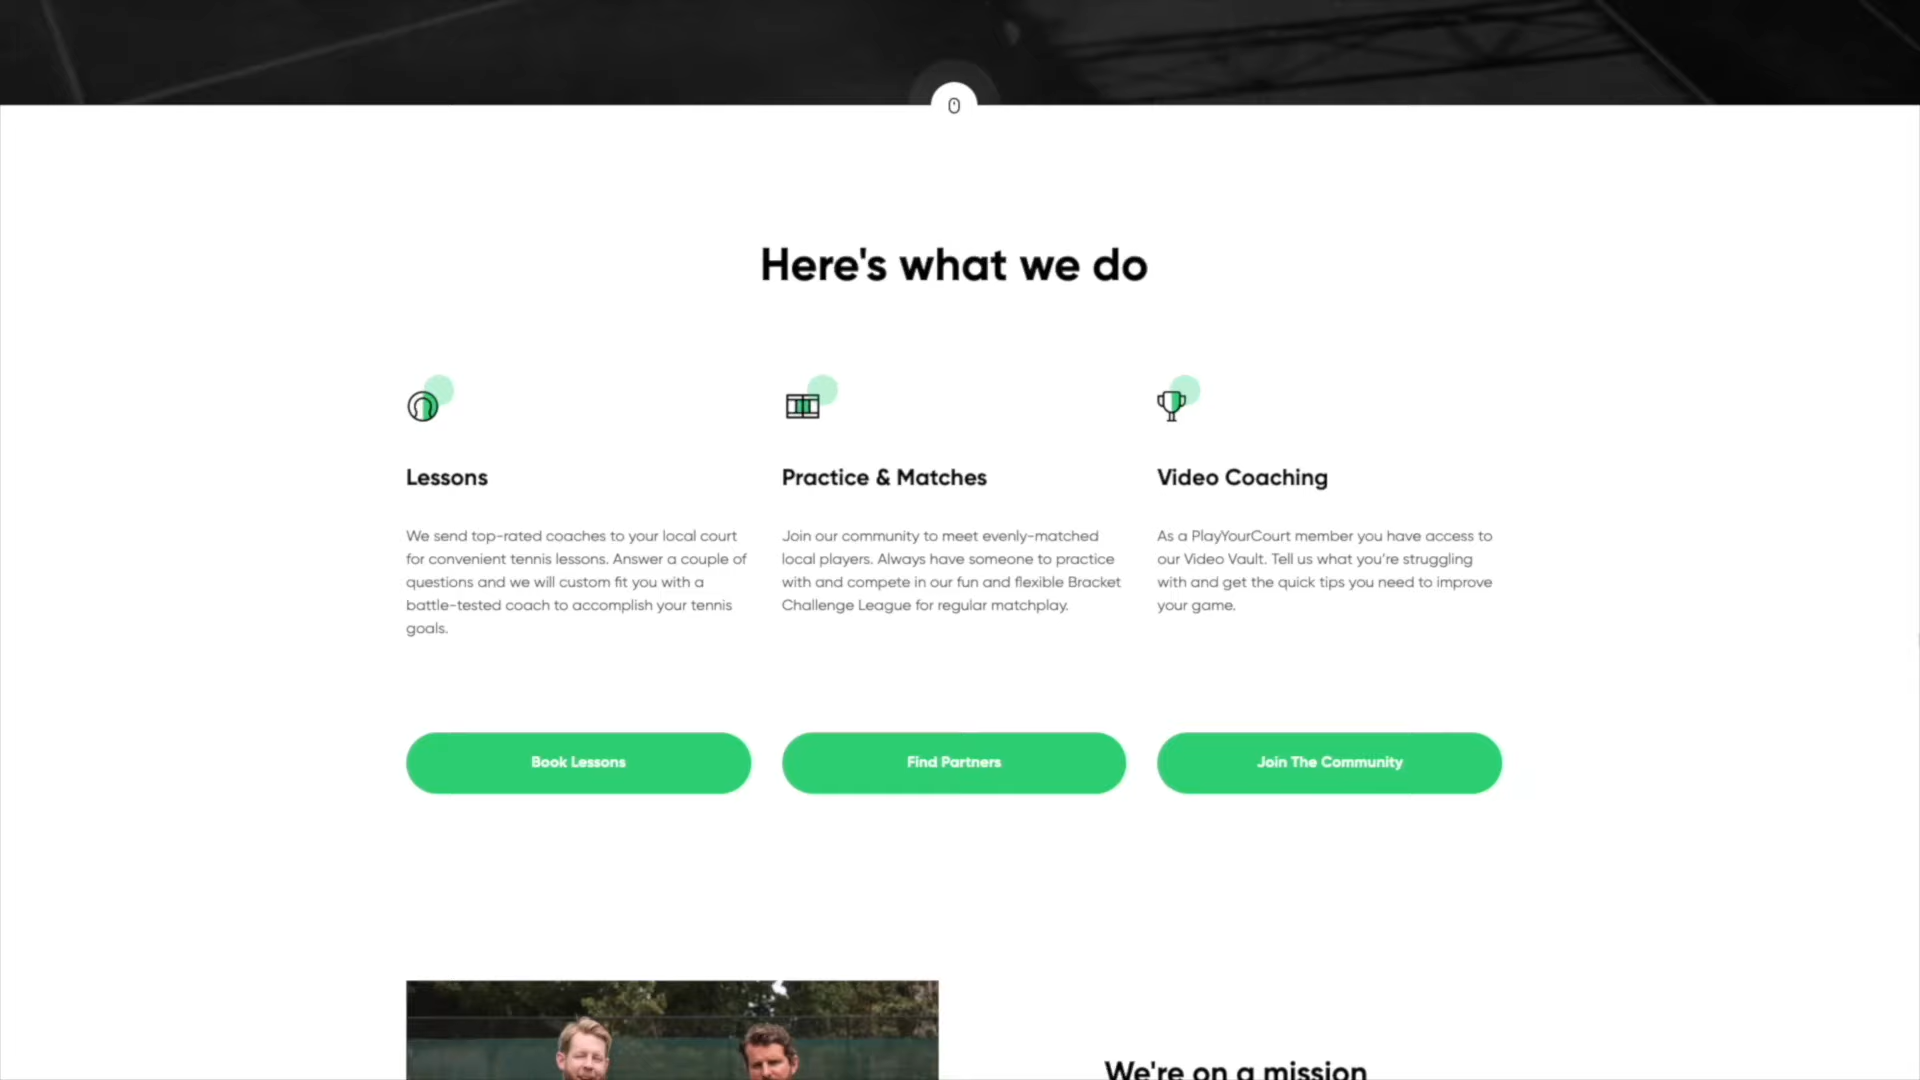 Here's what we do
Lessons
We send top-rated coaches to your local court
for convenient tennis lessons. Answer a couple of
questions and we will custom fit you with a
battle-tested coach to accomplish your tennis
goals.
Book Lessons
Practice & Matches
Join our community to meet evenly-matched
local players. Always have someone to practice
with and compete in our fun and flexible Bracket
Challenge League for regular matchplay.
Find Partners
Video Coaching
As a PlayYourCourt member you have access to
our Video Vault. Tell us what you’re struggling
with and get the quick tips you need to improve
your game.
Join The Community
We're on a mission